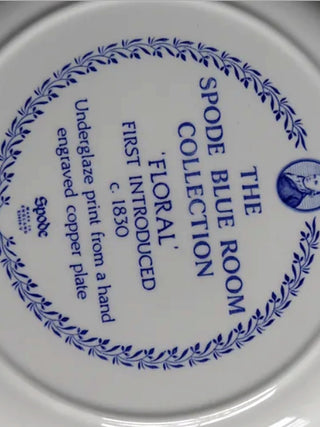 THE
SPODE BLUE ROOM
COLLECTION
'FLORAL'
FIRST INTRODUCED
c. 1830
Underglaze print from a hand
engraved copper plate
Spode